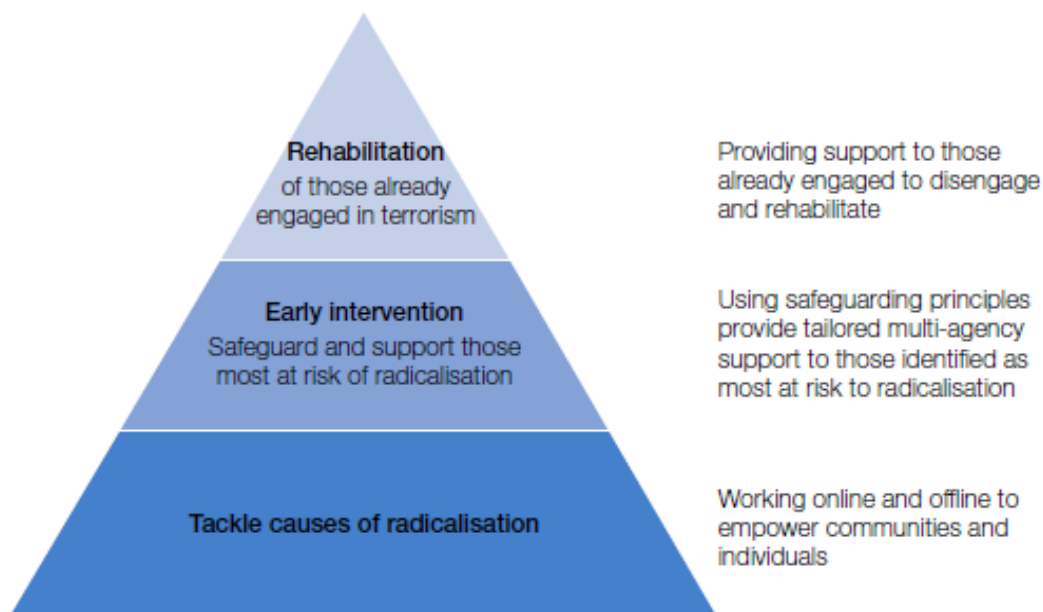 Rehabilitation
of those already
engaged in terrorism
Providing support to those
already engaged to disengage
and rehabilitate
Early intervention
Safeguard and support those
most at risk of radicalisation
Using safeguarding principles
provide tailored multi-agency
support to those identified as
most at risk to radicalisation
Tackle causes of radicalisation
Working online and offline to
empower communities and
individuals